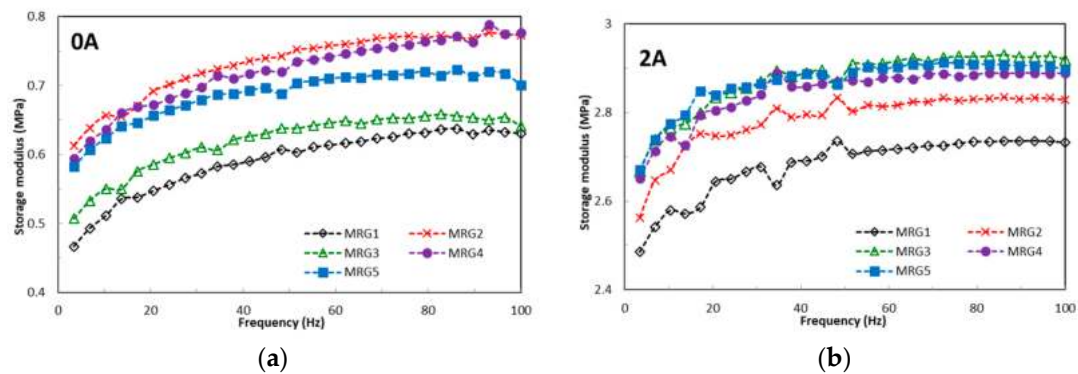 0A
Storage modulus (MPa)
0.8
0.7
0.6
0.5
0.4
0 20 40 60 80 100
Frequency (Hz)
MRG1 MRG2
MRG3 MRG4
MRG5
(a)
2A
Storage modulus (MPa)
3
2.8
2.6
2.4
0 20 40 60 80 100
Frequency (Hz)
MRG1 MRG2
MRG3 MRG4
MRG5
(b)